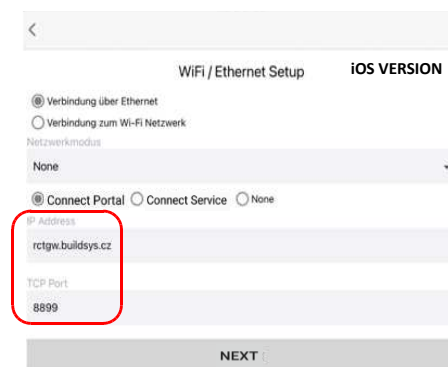 WiFi / Ethernet Setup
iOS VERSION
Verbindung über Ethernet
Verbindung zum Wi-Fi Netzwerk
Netzwerkmodus
None
Connect Portal Connect Service None
IP Address
rctgw.buildsys.cz
TCP Port
8899
NEXT